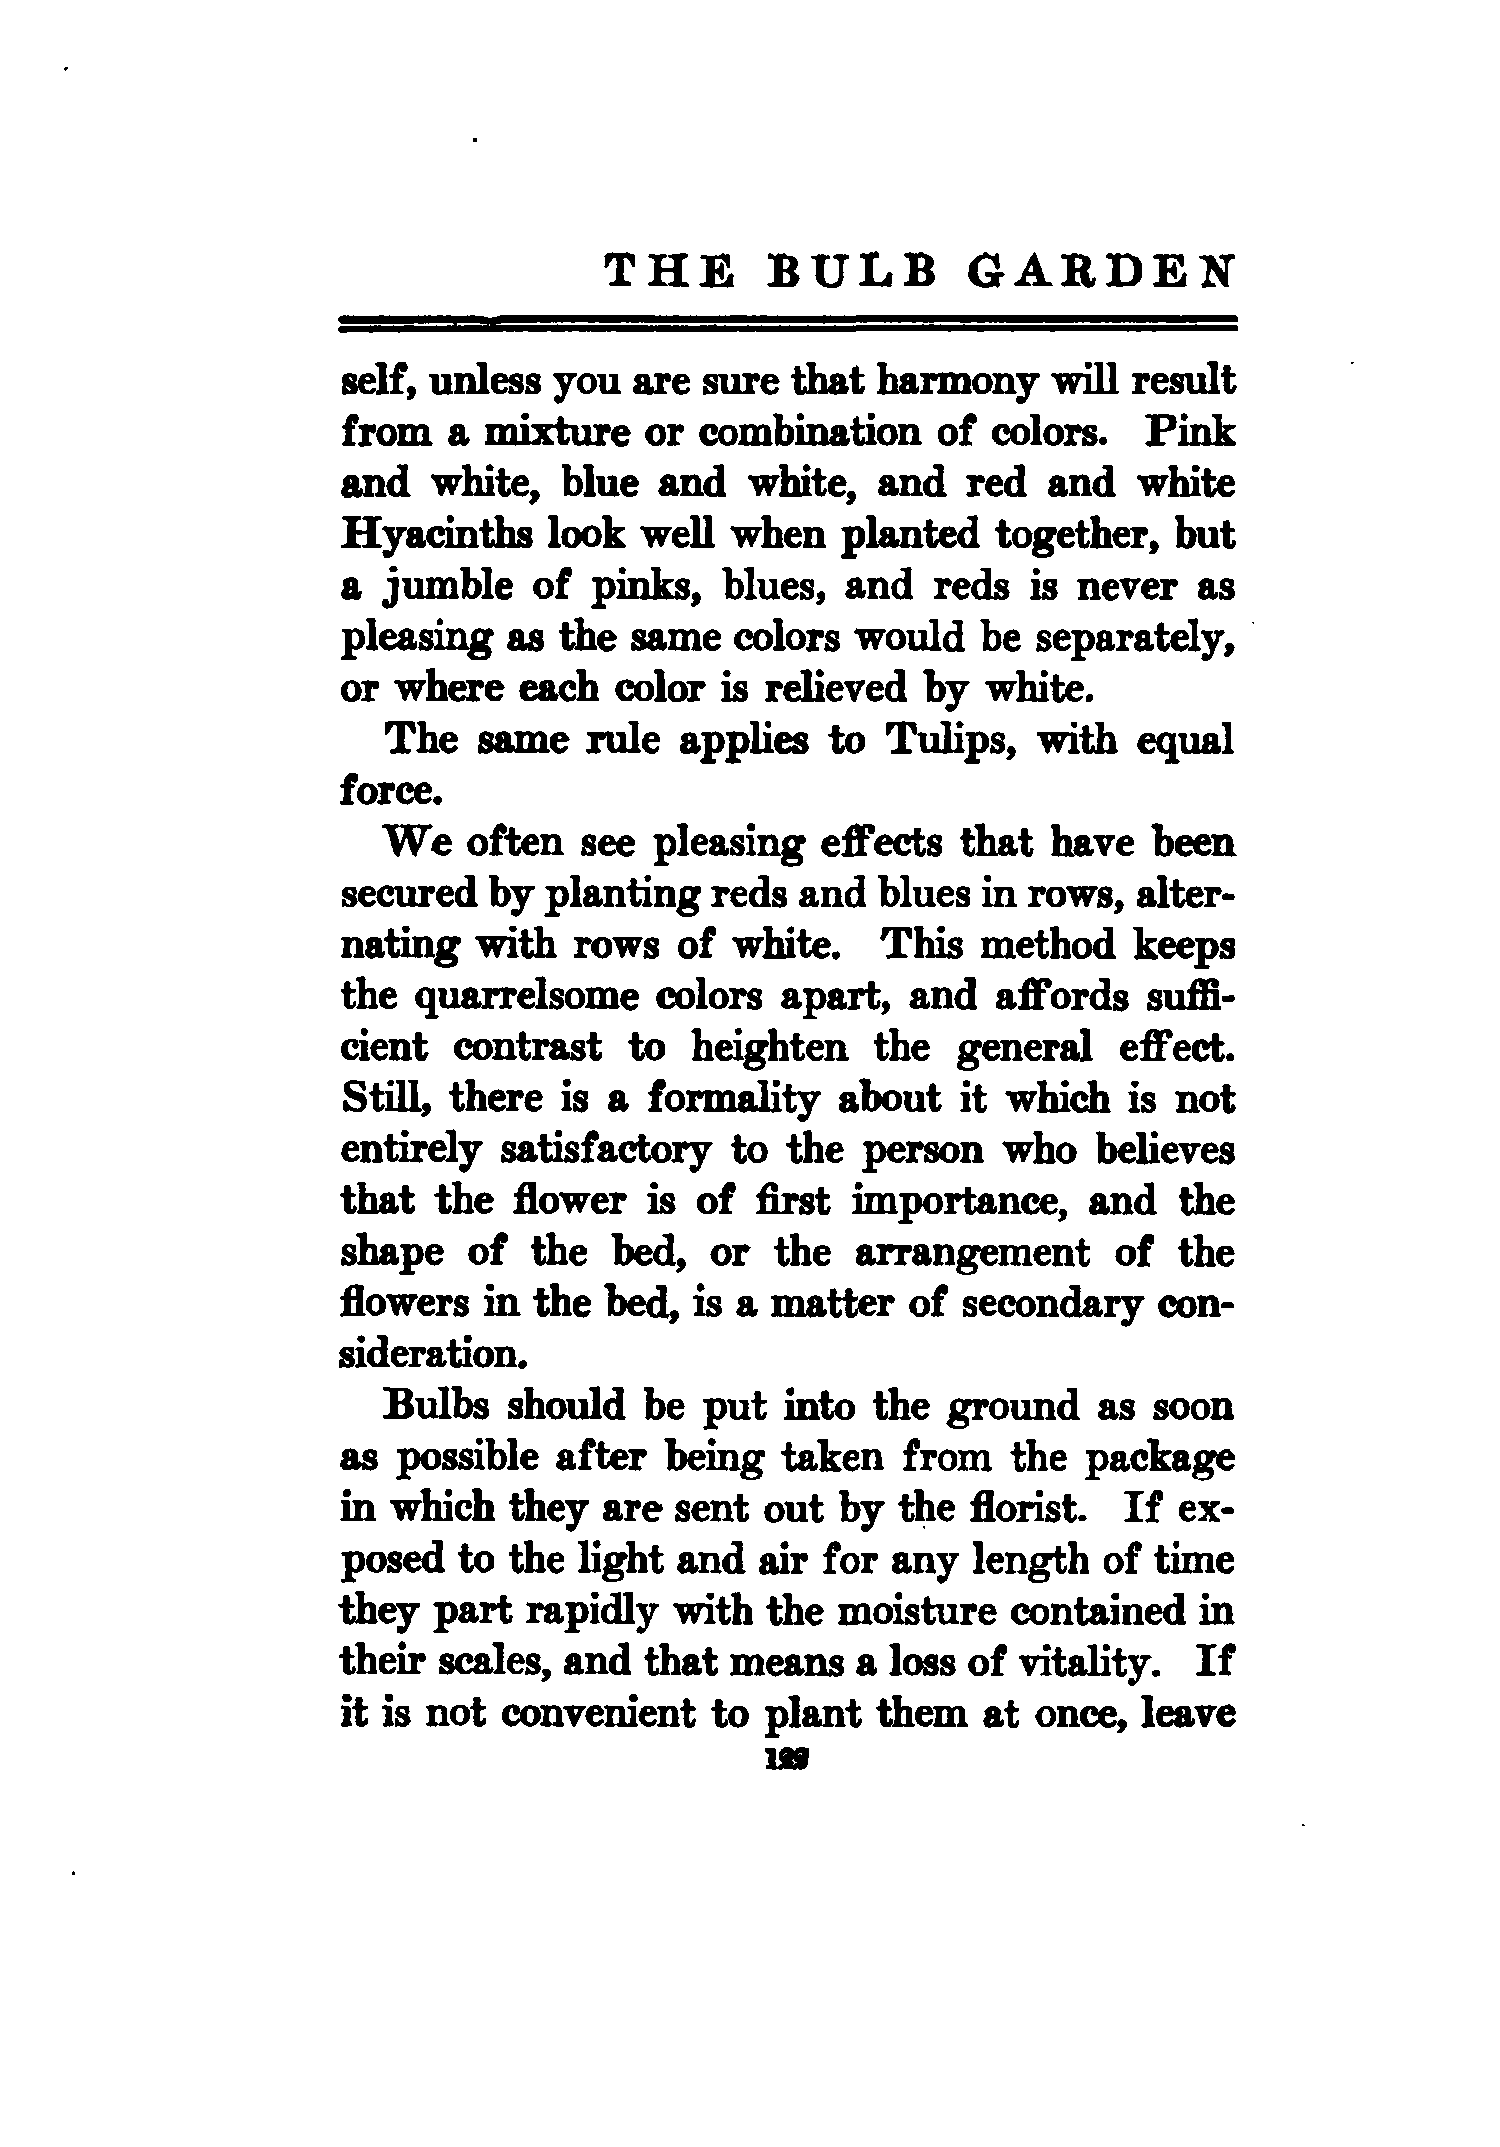 THE BULB GARDEN
self, unless you are sure that harmony will result
from a mixture or combination of colors. Pink
and white, blue and white, and red and white
Hyacinths look well when planted together, but
a jumble of pinks, blues, and reds is never as
pleasing as the same colors would be separately,
or where each color is relieved by white.
The same rule applies to Tulips, with equal
force.
We often see pleasing effects that have been
secured by planting reds and blues in rows, alter-
nating with rows of white. This method keeps
the quarrelsome colors apart, and affords suffi-
cient contrast to heighten the general effect.
Still, there is a formality about it which is not
entirely satisfactory to the person who believes
that the flower is of first importance, and the
shape of the bed, or the arrangement of the
flowers in the bed, is a matter of secondary con-
sideration.
Bulbs should be put into the ground as soon
as possible after being taken from the package
in which they are sent out by the florist. If ex-
posed to the light and air for any length of time
they part rapidly with the moisture contained in
their scales, and that means a loss of vitality. If
it is not convenient to plant them at once, leave